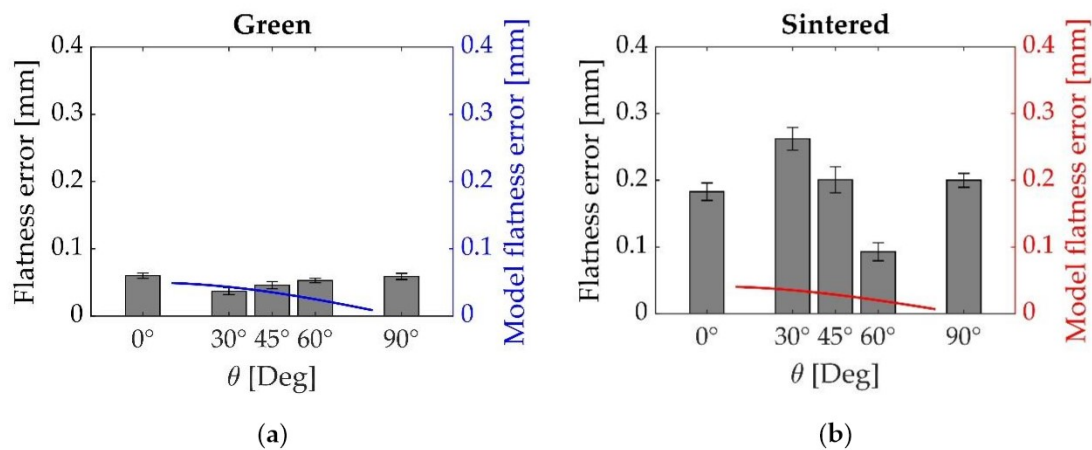 Green
Flatness error [mm]
0.4
0.3
0.2
0.1
0
0.4
0.3
0.2
0.1
0
Model flatness error [mm]
0° 30° 45° 60° 90°
θ [Deg]
(a)
Sintered
Flatness error [mm]
0.4
0.3
0.2
0.1
0
0.4
0.3
0.2
0.1
0
Model flatness error [mm]
0° 30° 45° 60° 90°
θ [Deg]
(b)